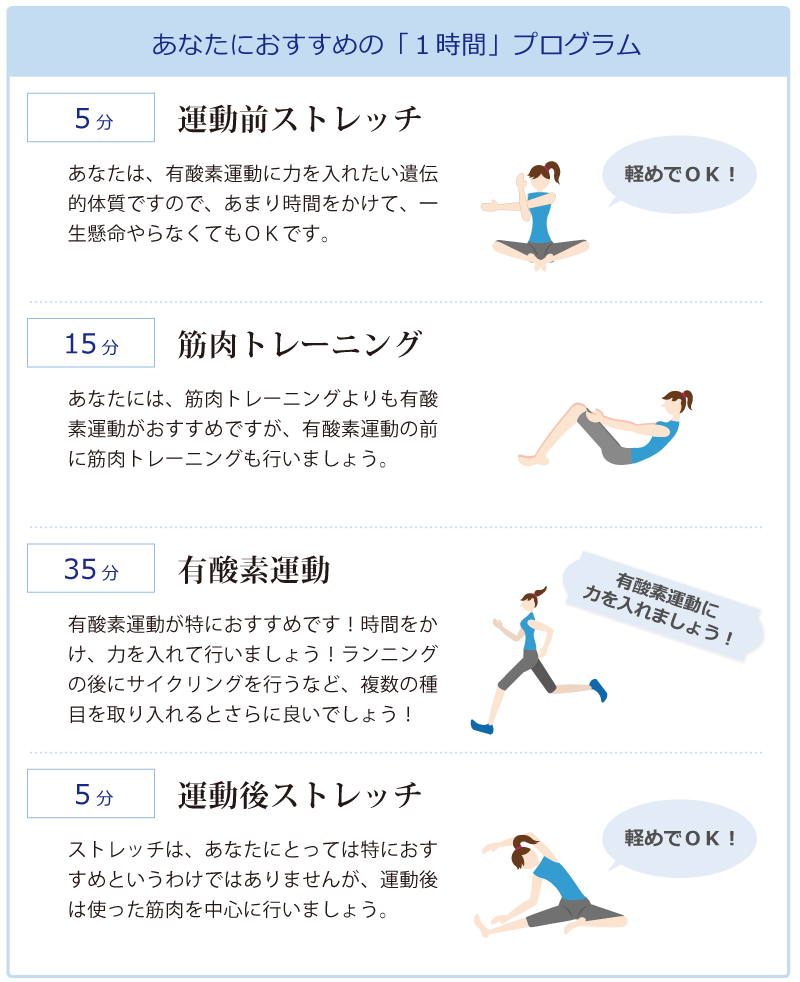 あなたにおすすめの「１時間」プログラム
5 分
運動前ストレッチ
あなたは、有酸素運動に力を入れたい遺伝
的体質ですので、あまり時間をかけて、一
生懸命やらなくてもＯＫです。
軽めでＯＫ！
15 分
筋肉トレーニング
あなたには、筋肉トレーニングよりも有酸
素運動がおすすめですが、有酸素運動の前
に筋肉トレーニングも行いましょう。
35 分
有酸素運動
有酸素運動が特におすすめです！時間をか
け、力を入れて行いましょう！ランニング
の後にサイクリングを行うなど、複数の種
目を取り入れるとさらに良いでしょう！
有酸素運動に
力を入れましょう！
5 分
運動後ストレッチ
ストレッチは、あなたにとっては特におす
すめというわけではありませんが、運動後
は使った筋肉を中心に行いましょう。
軽めでＯＫ！